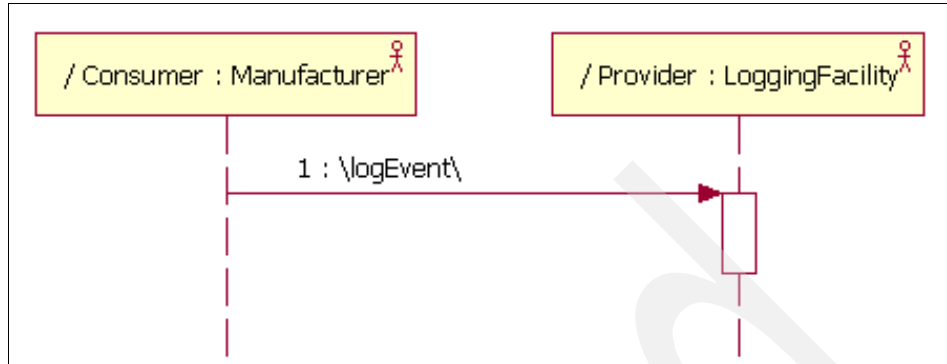 / Consumer : Manufacturer
/ Provider : LoggingFacility
1 : \logEvent\